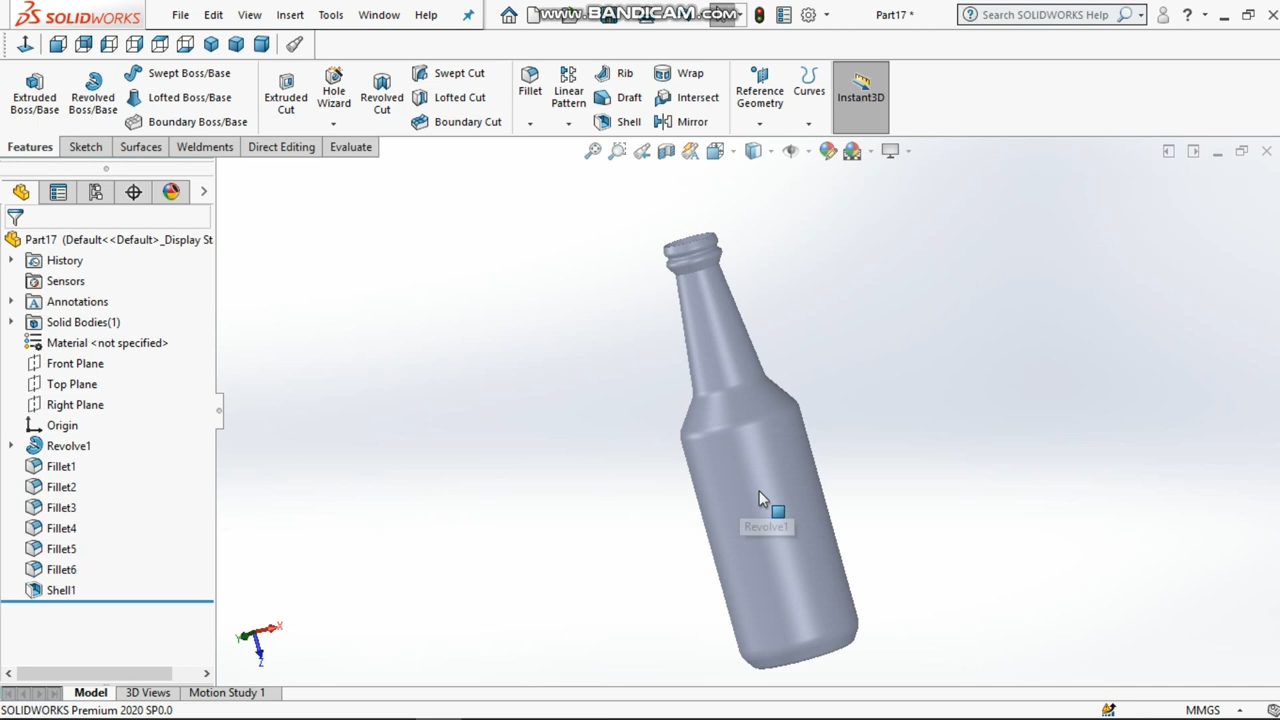 SOLIDWORKS File Edit View Insert Tools Window Help www.BANDICAM.com Part17 * Search SOLIDWORKS Help ?
Extruded Boss/Base
Revolved Boss/Base
Swept Boss/Base
Lofted Boss/Base
Boundary Boss/Base
Extruded Cut
Hole Wizard
Revolved Cut
Swept Cut
Lofted Cut
Boundary Cut
Fillet
Linear Pattern
Rib
Draft
Shell
Wrap
Intersect
Mirror
Reference Geometry
Curves
Instant3D
Features Sketch Surfaces Weldments Direct Editing Evaluate
Part17 (Default<<Default>_Display St
History
Sensors
Annotations
Solid Bodies(1)
Material <not specified>
Front Plane
Top Plane
Right Plane
Origin
Revolve1
Fillet1
Fillet2
Fillet3
Fillet4
Fillet5
Fillet6
Shell1
Revolve1
X
Y
Z
Model 3D Views Motion Study 1
SOLIDWORKS Premium 2020 SP0.0 MMGS